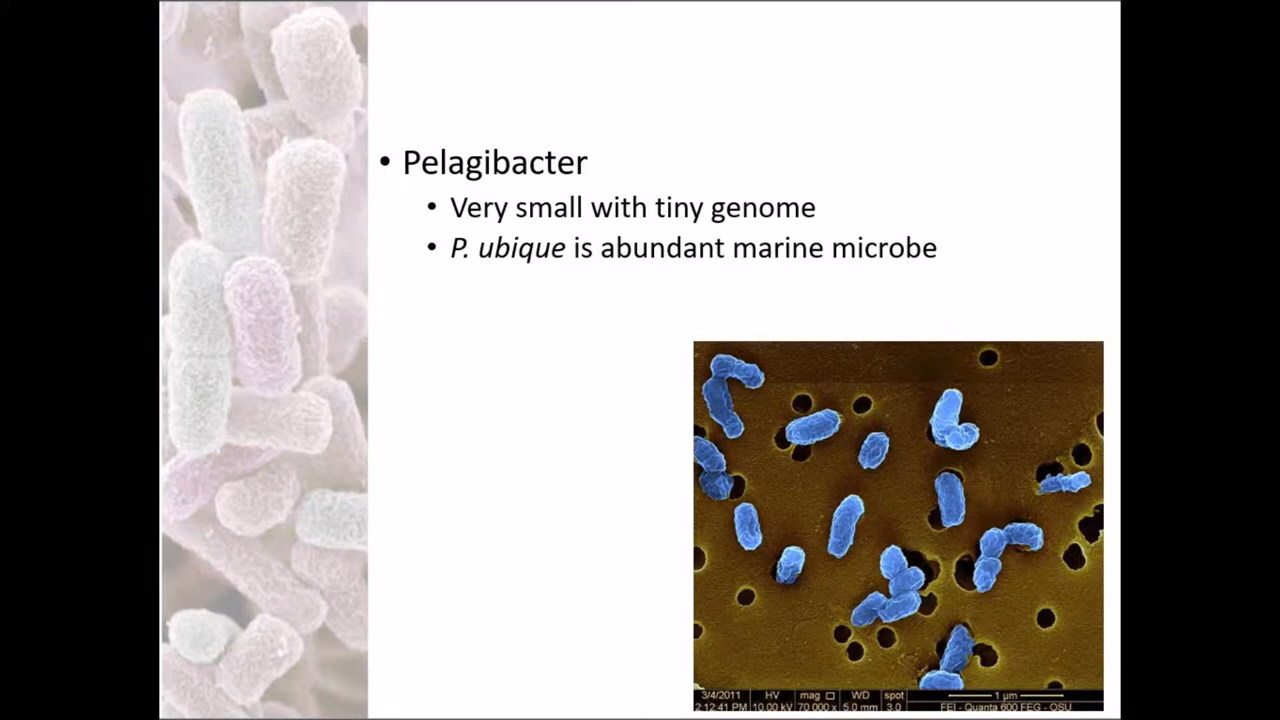 • Pelagibacter
• Very small with tiny genome
• P. ubique is abundant marine microbe
3/4/2011 HV mag □ WD spot 1 µm
2:12:41 PM 10.00 kV 70 000 x 5.0 mm 3.0 FEI - Quanta 600 FEG - OSU